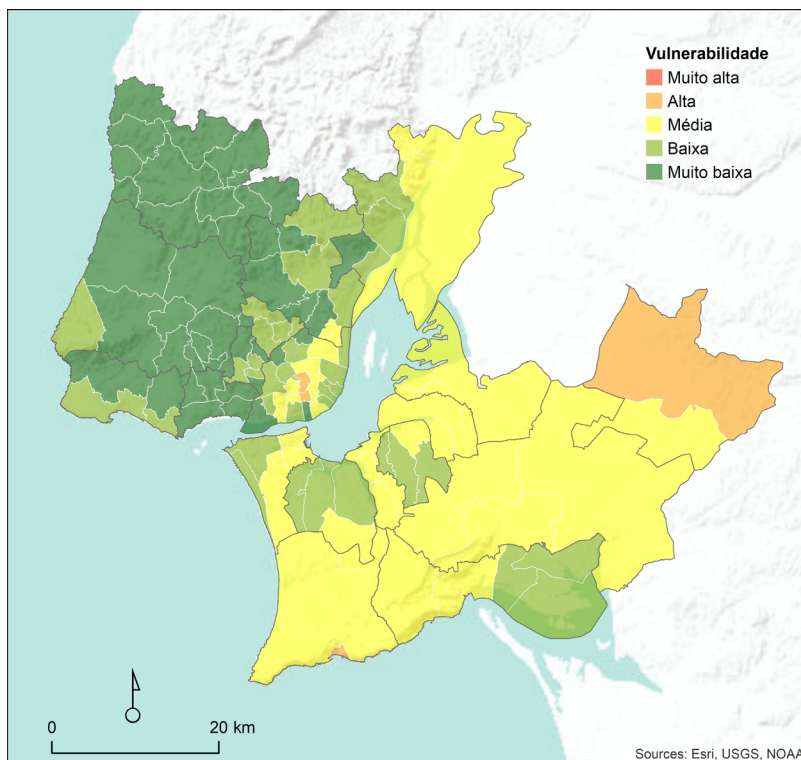 Vulnerabilidade
Muito alta
Alta
Média
Baixa
Muito baixa
0 20 km
Sources: Esri, USGS, NOAA